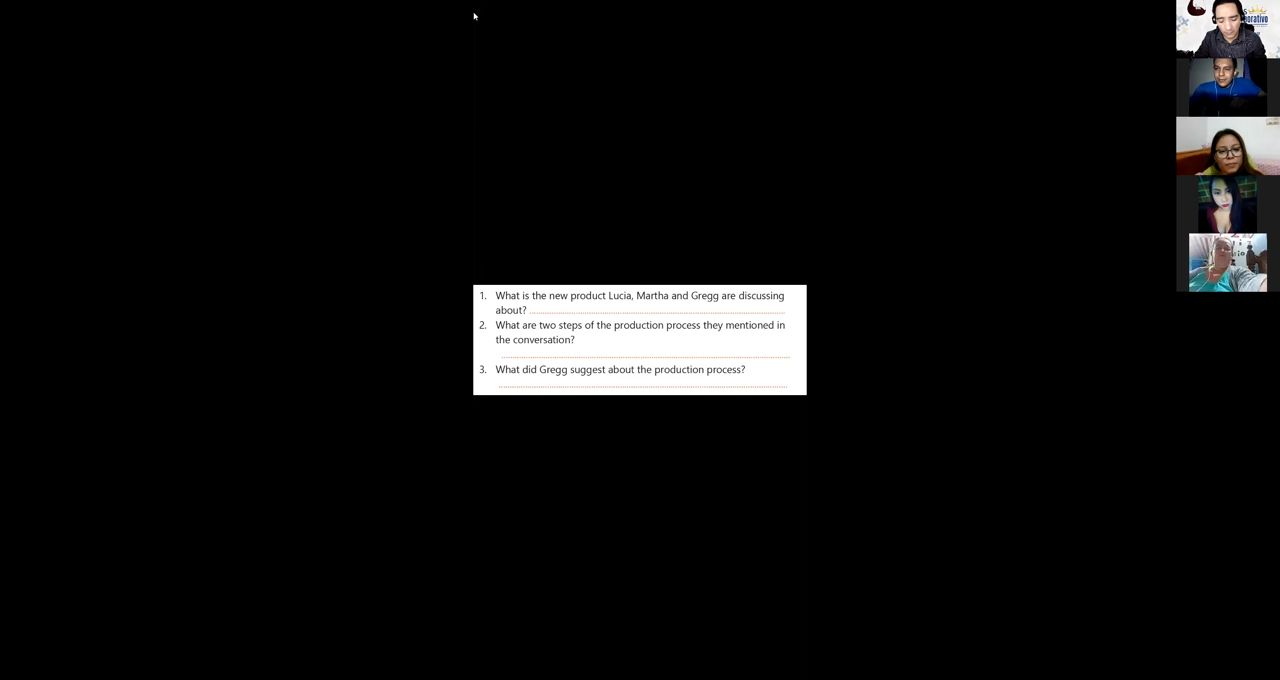 1. What is the new product Lucia, Martha and Gregg are discussing
about?
2. What are two steps of the production process they mentioned in
the conversation?
3. What did Gregg suggest about the production process?